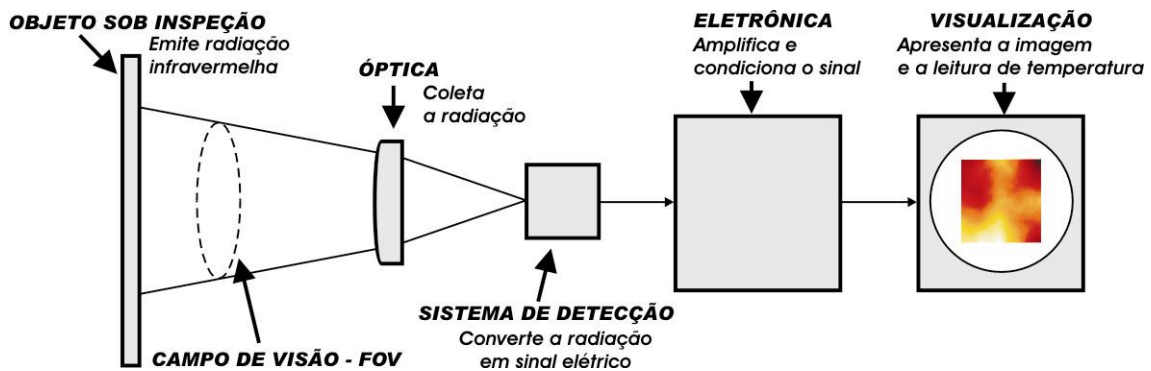 OBJETO SOB INSPEÇÃO
Emite radiação
infravermelha
ÓPTICA
Coleta
a radiação
ELETRÔNICA
Amplifica e
condiciona o sinal
VISUALIZAÇÃO
Apresenta a imagem
e a leitura de temperatura
SISTEMA DE DETECÇÃO
Converte a radiação
em sinal elétrico
CAMPO DE VISÃO - FOV